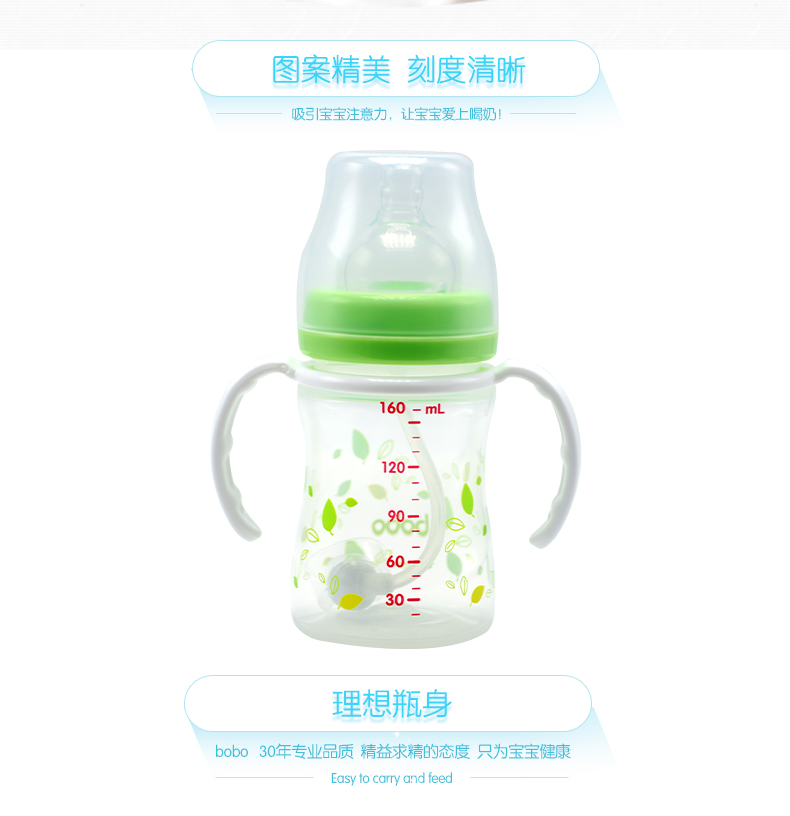 图案精美 刻度清晰
吸引宝宝注意力，让宝宝爱上喝奶！
160 mL
120
90
bobo
60
30
理想瓶身
bobo 30年专业品质 精益求精的态度 只为宝宝健康
Easy to carry and feed